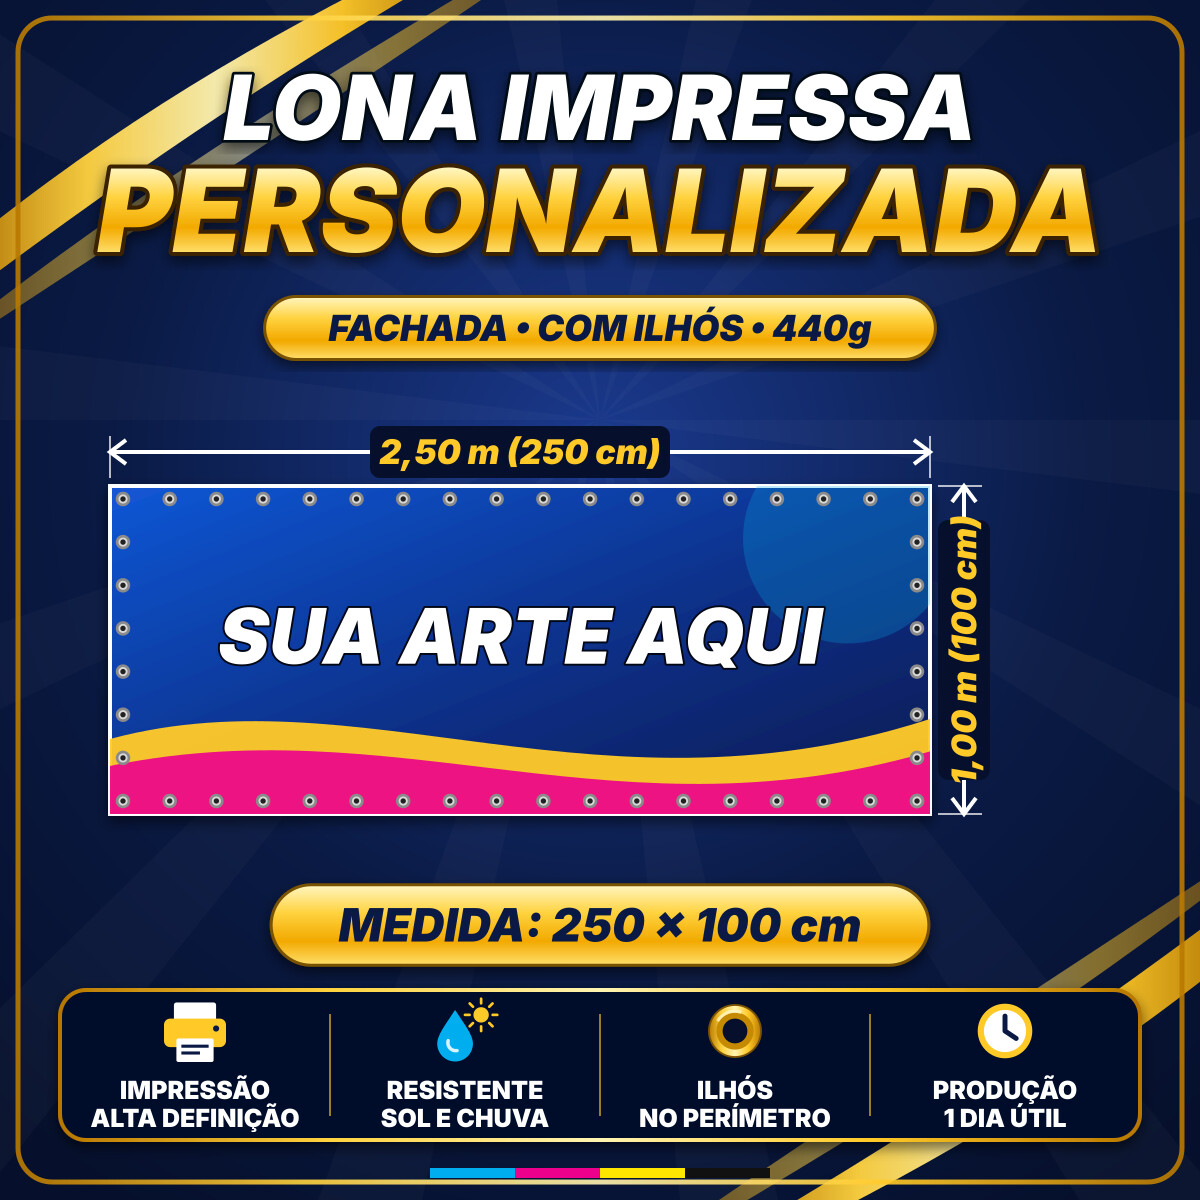 LONA IMPRESSA
PERSONALIZADA
FACHADA • COM ILHÓS • 440g
2,50 m (250 cm)
SUA ARTE AQUI
1,00 m (100 cm)
MEDIDA: 250 × 100 cm
IMPRESSÃO
ALTA DEFINIÇÃO
RESISTENTE
SOL E CHUVA
ILHÓS
NO PERÍMETRO
PRODUÇÃO
1 DIA ÚTIL